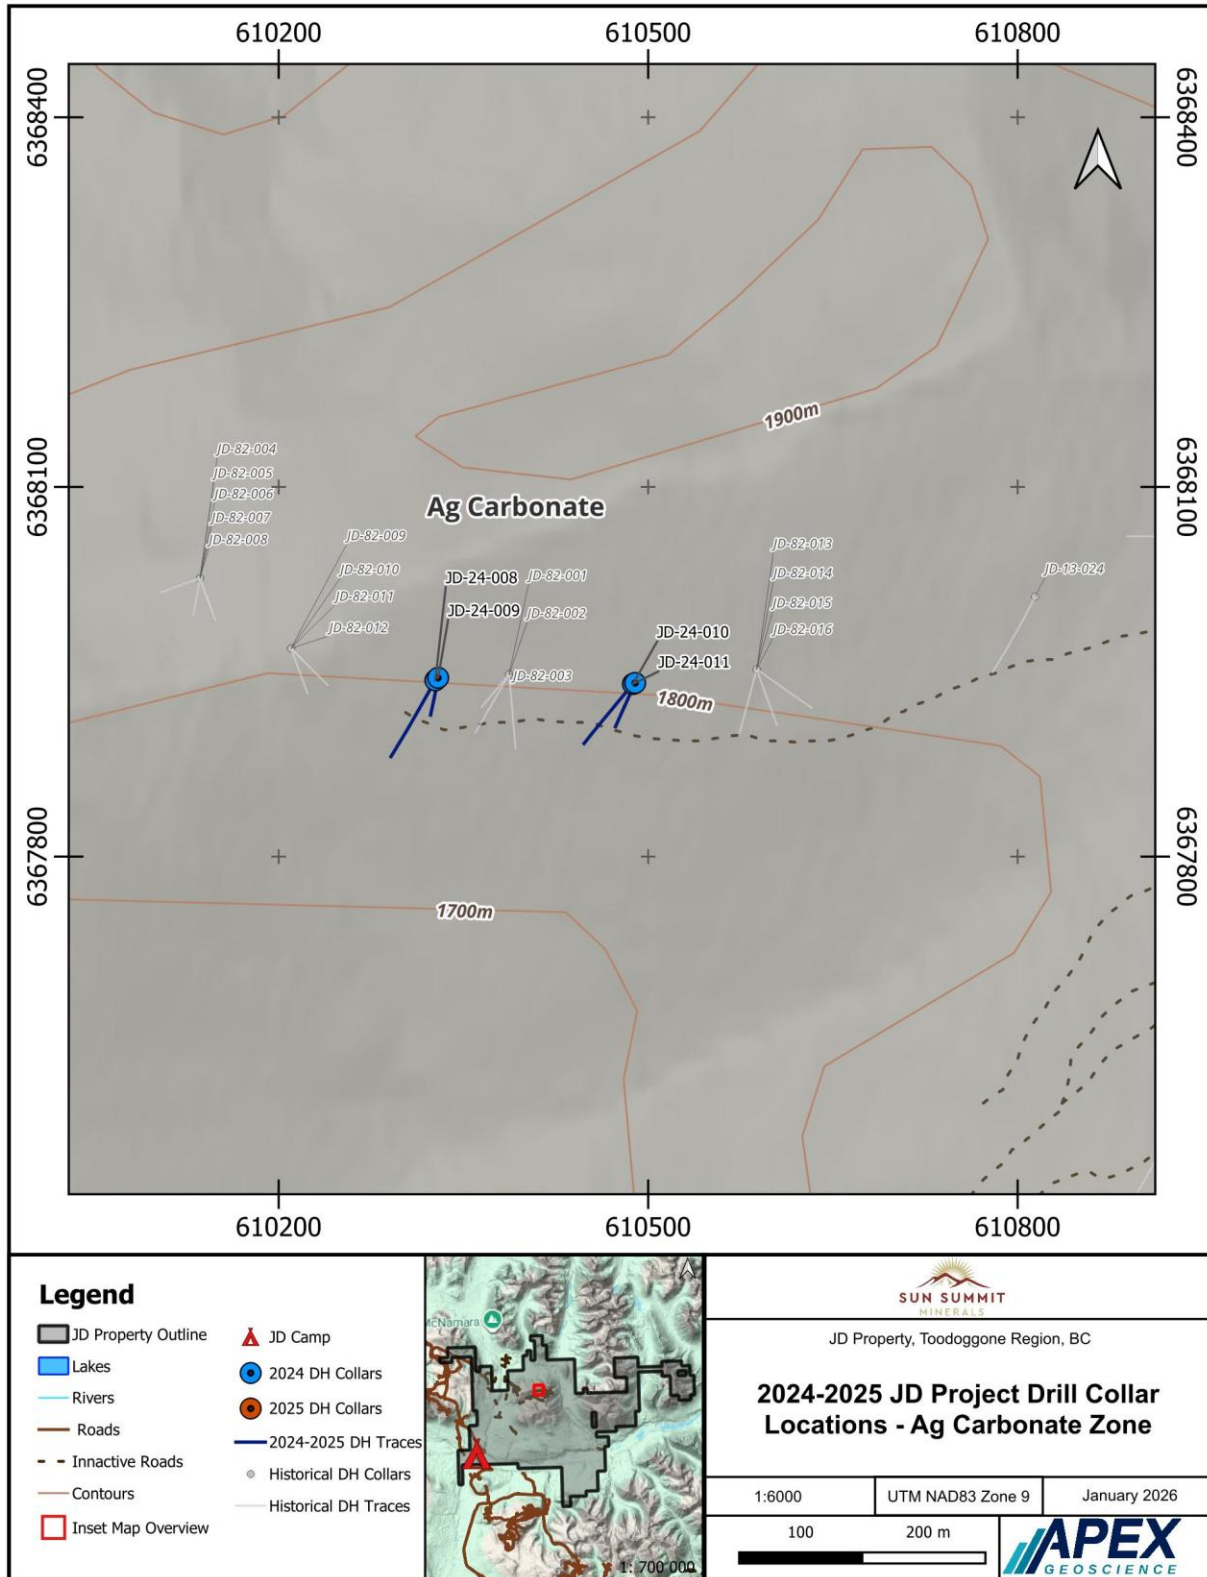 610200 610500 610800
6368400 6368400
1900m
JD-82-004
6368100 6368100
JD-82-005
JD-82-006
Ag Carbonate
JD-82-007
JD-82-008
JD-82-009
JD-82-013
JD-82-010
JD-24-008
JD-82-001
JD-82-014
JD-13-024
JD-82-011
JD-24-009
JD-82-002
JD-82-015
JD-82-012
JD-24-010
JD-82-016
JD-24-011
JD-82-003
1800m
6367800 6367800
1700m
610200 610500 610800
Legend
JD Property Outline
Lakes
Rivers
Roads
Innactive Roads
Contours
Inset Map Overview
JD Camp
2024 DH Collars
2025 DH Collars
2024-2025 DH Traces
Historical DH Collars
Historical DH Traces
McNamara
1: 700 000
SUN SUMMIT
MINERALS
JD Property, Toodoggone Region, BC
2024-2025 JD Project Drill Collar
Locations - Ag Carbonate Zone
1:6000 UTM NAD83 Zone 9 January 2026
100 200 m
APEX
GEOSCIENCE